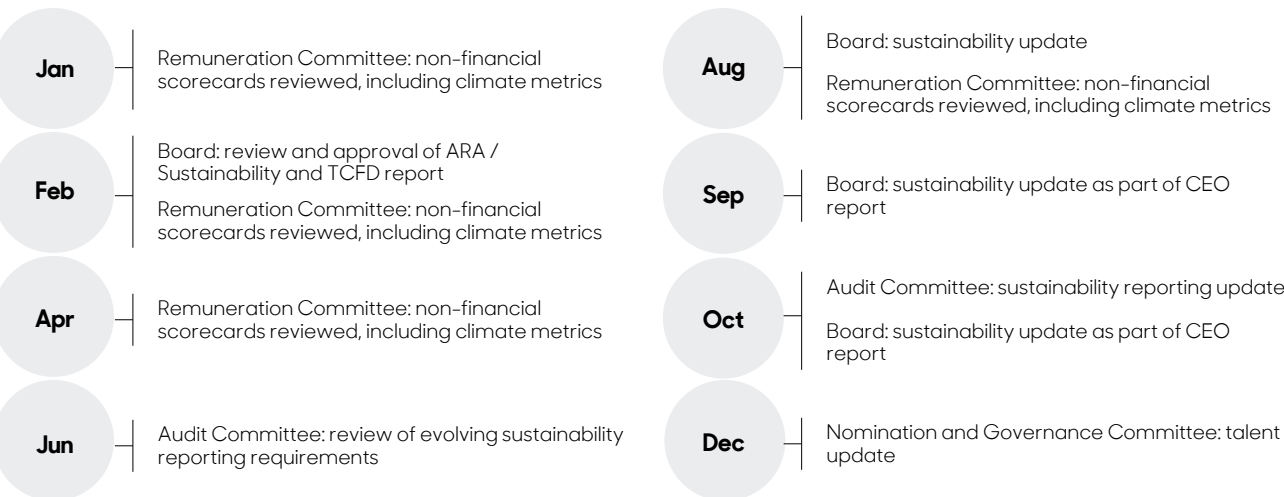 Jan
Remuneration Committee: non-financial
scorecards reviewed, including climate metrics
Feb
Board: review and approval of ARA /
Sustainability and TCFD report
Remuneration Committee: non-financial
scorecards reviewed, including climate metrics
Apr
Remuneration Committee: non-financial
scorecards reviewed, including climate metrics
Jun
Audit Committee: review of evolving sustainability
reporting requirements
Aug
Board: sustainability update
Remuneration Committee: non-financial
scorecards reviewed, including climate metrics
Sep
Board: sustainability update as part of CEO
report
Oct
Audit Committee: sustainability reporting update
Board: sustainability update as part of CEO
report
Dec
Nomination and Governance Committee: talent
update